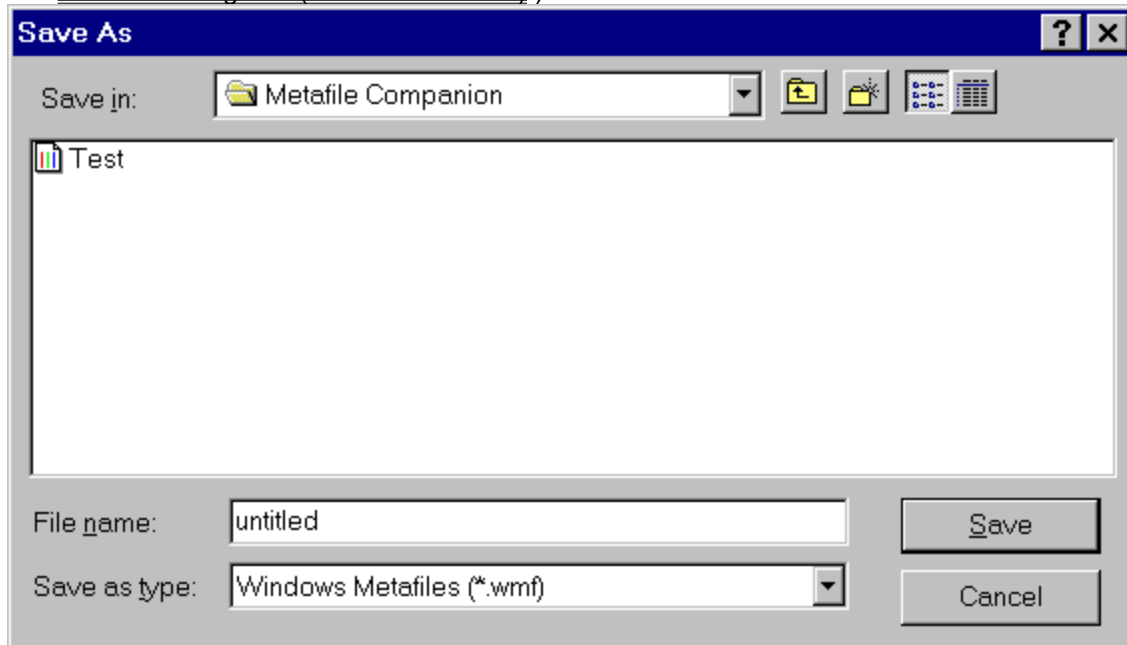 Save As
Save in: Metafile Companion
Test
File name: untitled
Save
Save as type: Windows Metafiles (*.wmf)
Cancel